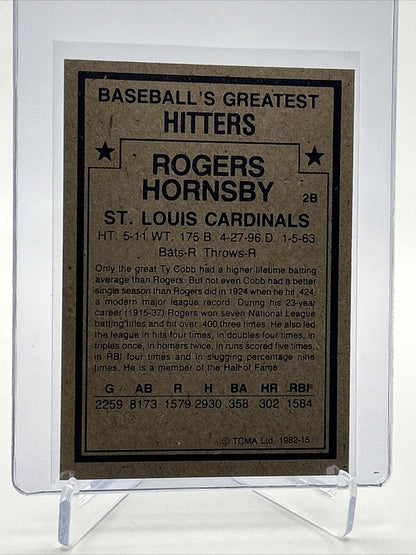 BASEBALL'S GREATEST
HITTERS
ROGERS
HORNSBY 2B
ST. LOUIS CARDINALS
HT. 5-11 WT. 175 B. 4-27-96 D. 1-5-63
Bats-R Throws-R
Only the great Ty Cobb had a higher lifetime batting
average than Rogers. But not even Cobb had a better
single season than Rogers did in 1924 when he hit .424,
a modern major league record. During his 23-year
career (1915-37) Rogers won seven National League
batting titles and hit over .400 three times. He also led
the league in hits four times, in doubles four times, in
triples once, in homers twice, in runs scored five times,
in RBI four times and in slugging percentage nine
times. He is a member of the Hall of Fame.
G AB R H BA HR RBI
2259 8173 1579 2930 .358 302 1584
© TCMA Ltd. 1982-15